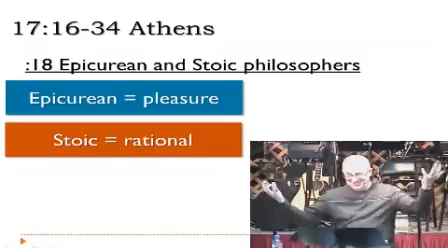 17:16-34 Athens
:18 Epicurean and Stoic philosophers
Epicurean = pleasure
Stoic = rational